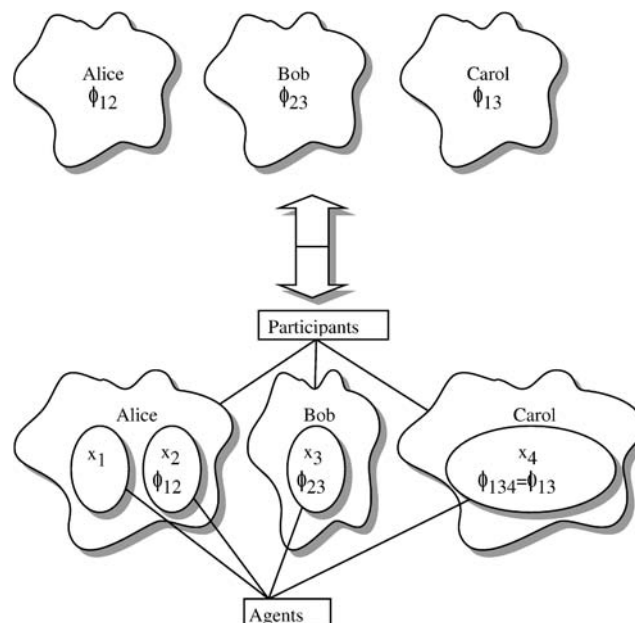 Alice
ϕ12
Bob
ϕ23
Carol
ϕ13
Participants
Alice
x1
x2
ϕ12
Bob
x3
ϕ23
Carol
x4
ϕ134=ϕ13
Agents